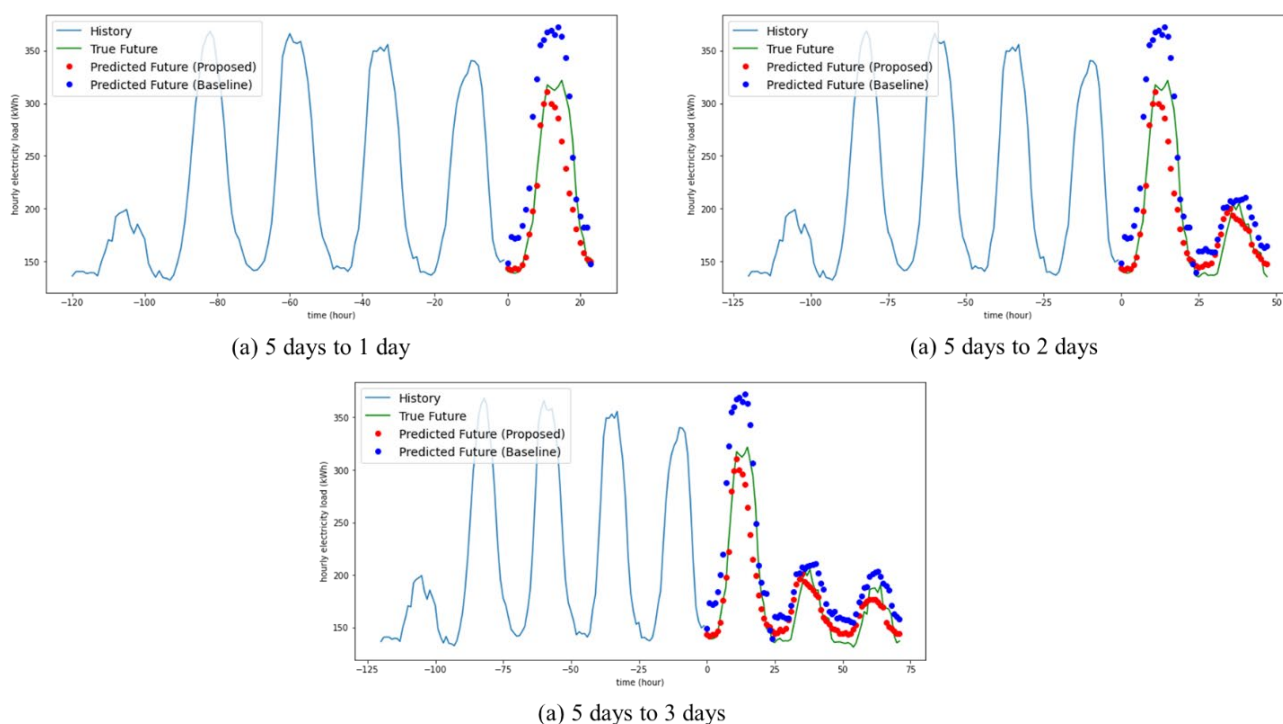 History
True Future
Predicted Future (Proposed)
Predicted Future (Baseline)
350
300
250
200
150
hourly electricity load (kWh)
−120 −100 −80 −60 −40 −20 0 20
time (hour)
(a) 5 days to 1 day
History
True Future
Predicted Future (Proposed)
Predicted Future (Baseline)
350
300
250
200
150
hourly electricity load (kWh)
−125 −100 −75 −50 −25 0 25 50
time (hour)
(a) 5 days to 2 days
History
True Future
Predicted Future (Proposed)
Predicted Future (Baseline)
350
300
250
200
150
hourly electricity load (kWh)
−125 −100 −75 −50 −25 0 25 50 75
time (hour)
(a) 5 days to 3 days